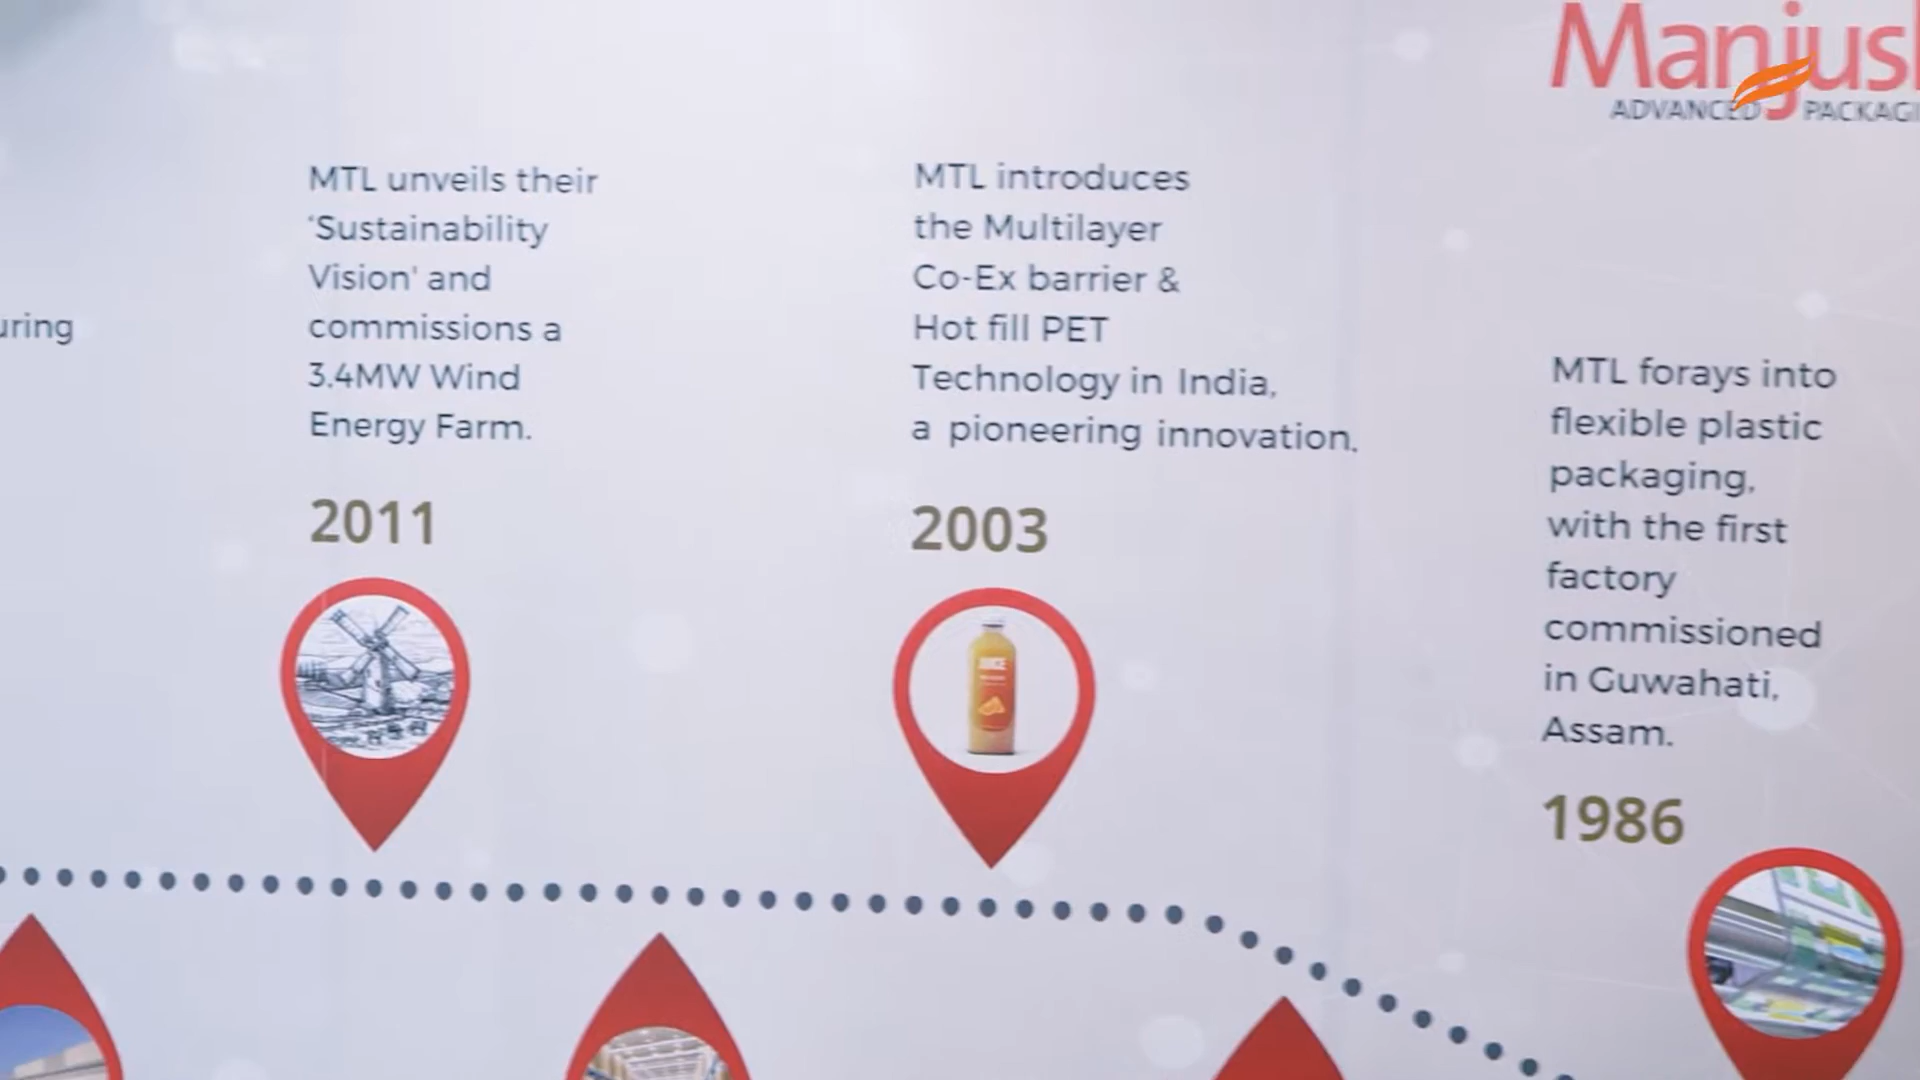 Manjus
ADVANCED PACKAGI
uring
MTL unveils their
‘Sustainability
Vision' and
commissions a
3.4MW Wind
Energy Farm.
2011
MTL introduces
the Multilayer
Co-Ex barrier &
Hot fill PET
Technology in India,
a pioneering innovation.
2003
JUICE
MTL forays into
flexible plastic
packaging,
with the first
factory
commissioned
in Guwahati,
Assam.
1986